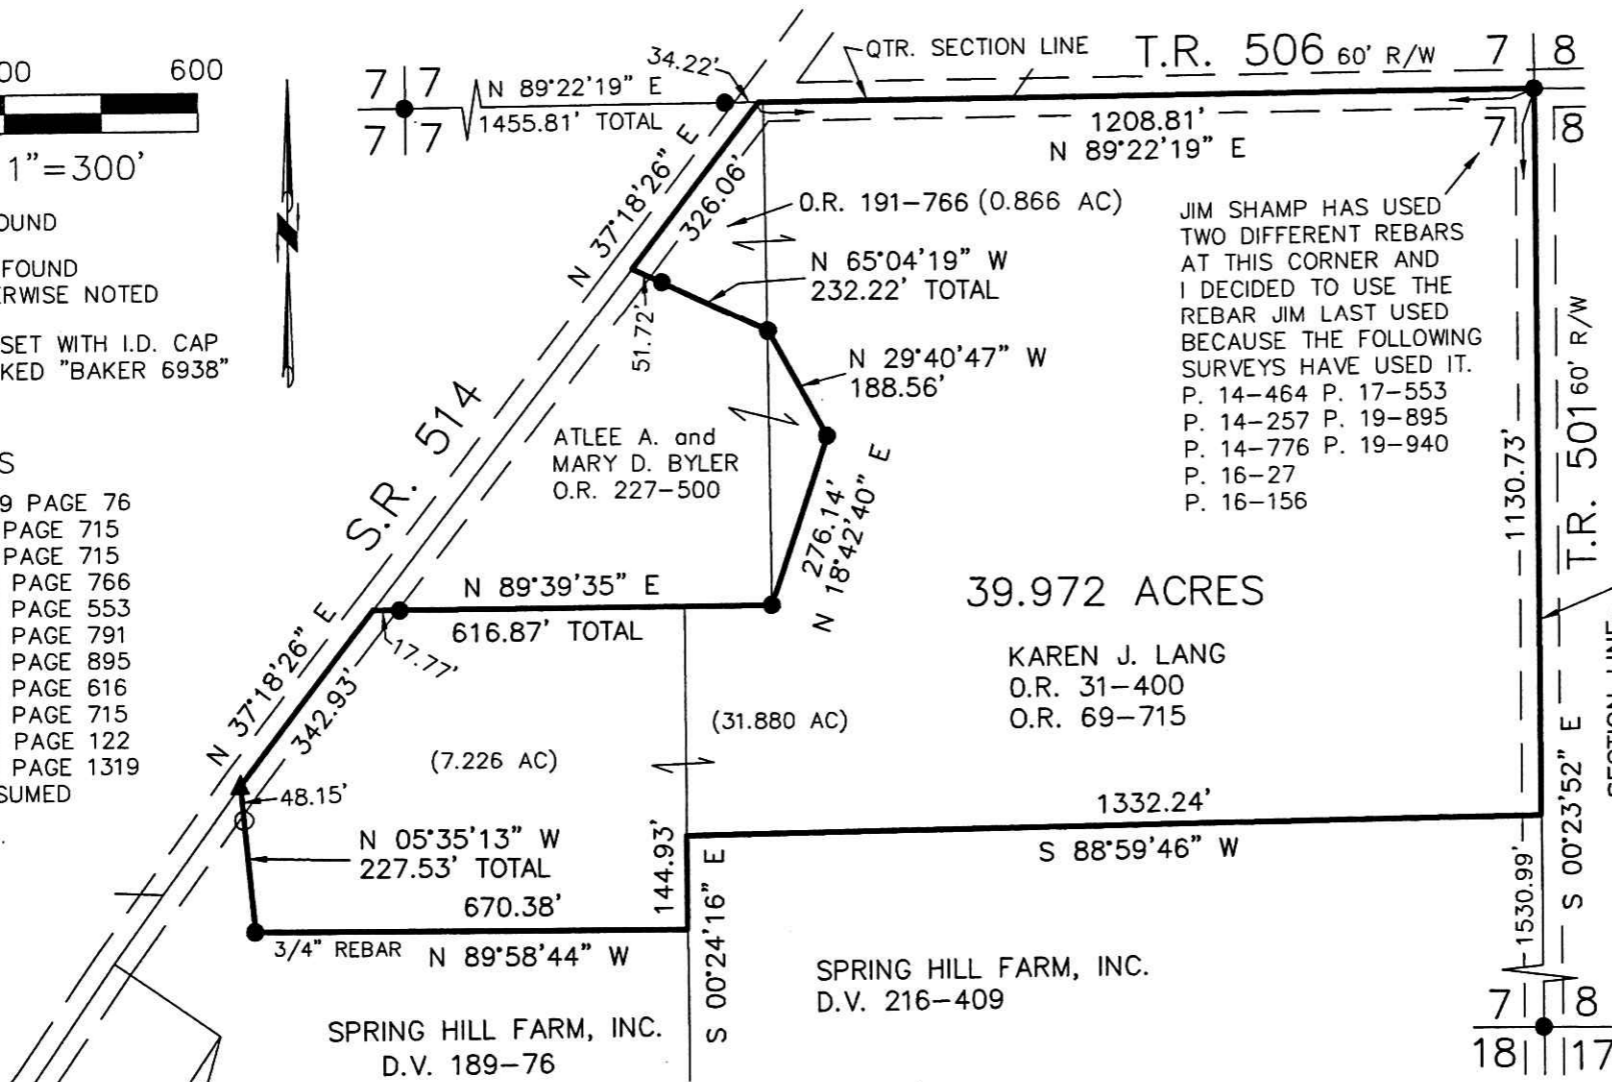 00 600
1"=300'
OUND
FOUND
ERWISE NOTED
SET WITH I.D. CAP
KED "BAKER 6938"
S
9 PAGE 76
PAGE 715
PAGE 715
PAGE 766
PAGE 553
PAGE 791
PAGE 895
PAGE 616
PAGE 715
PAGE 122
PAGE 1319
SUMED
7 7
7 7
N 89°22'19" E
1455.81' TOTAL
34.22'
QTR. SECTION LINE
T.R. 506 60' R/W
7 8
7 8
1208.81'
N 89°22'19" E
N 37°18'26" E
326.06'
O.R. 191-766 (0.866 AC)
N 65°04'19" W
232.22' TOTAL
51.72'
N 29°40'47" W
188.56'
JIM SHAMP HAS USED
TWO DIFFERENT REBARS
AT THIS CORNER AND
I DECIDED TO USE THE
REBAR JIM LAST USED
BECAUSE THE FOLLOWING
SURVEYS HAVE USED IT.
P. 14-464 P. 17-553
P. 14-257 P. 19-895
P. 14-776 P. 19-940
P. 16-27
P. 16-156
T.R. 501 60' R/W
1130.73'
S.R. 514
ATLEE A. and
MARY D. BYLER
O.R. 227-500
276.14'
N 18°42'40" E
N 89°39'35" E
616.87' TOTAL
17.77'
39.972 ACRES
KAREN J. LANG
O.R. 31-400
O.R. 69-715
N 37°18'26" E
342.93'
(31.880 AC)
(7.226 AC)
48.15'
N 05°35'13" W
227.53' TOTAL
670.38'
3/4" REBAR
N 89°58'44" W
144.93'
S 00°24'16" E
1332.24'
S 88°59'46" W
S 00°23'52" E
SECTION LINE
1530.99'
SPRING HILL FARM, INC.
D.V. 216-409
SPRING HILL FARM, INC.
D.V. 189-76
7 8
18 17